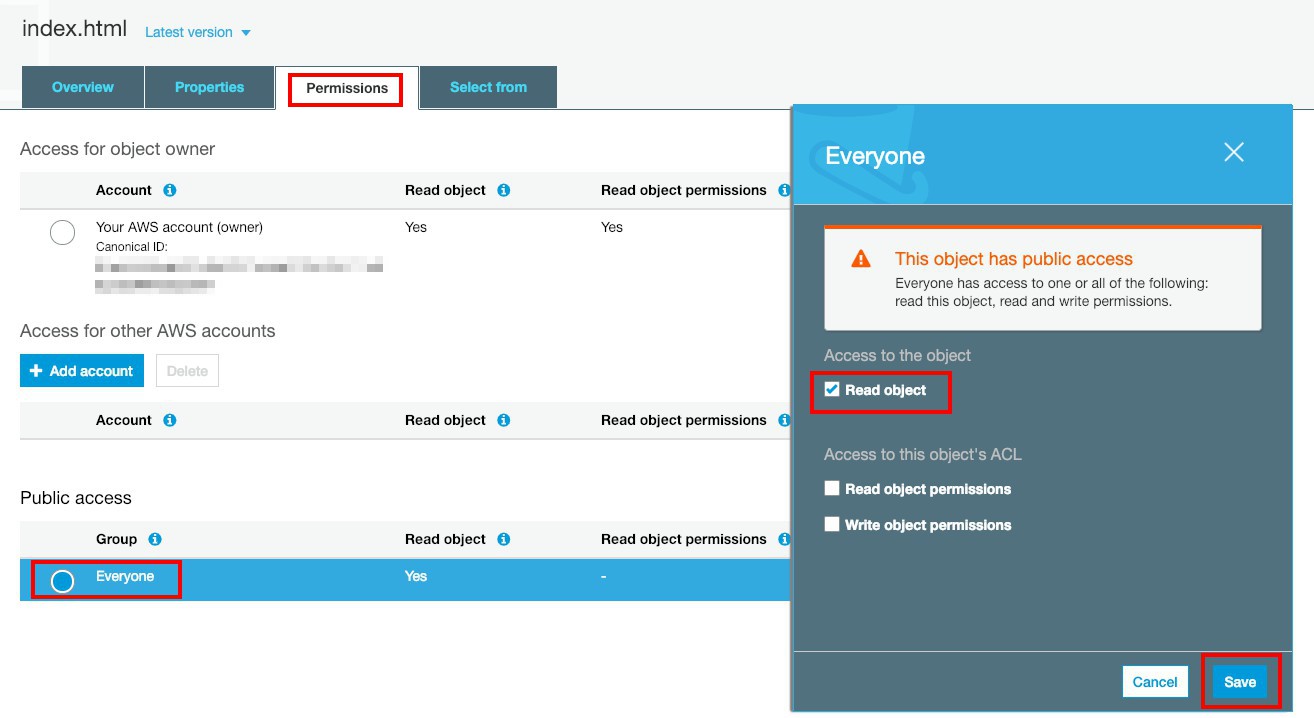 index.html Latest version
Overview Properties Permissions Select from
Access for object owner
Account Read object Read object permissions
Your AWS account (owner) Yes Yes
Canonical ID:
Access for other AWS accounts
Add account Delete
Account Read object Read object permissions
Public access
Group Read object Read object permissions
Everyone Yes -
Everyone
This object has public access
Everyone has access to one or all of the following:
read this object, read and write permissions.
Access to the object
Read object
Access to this object's ACL
Read object permissions
Write object permissions
Cancel Save